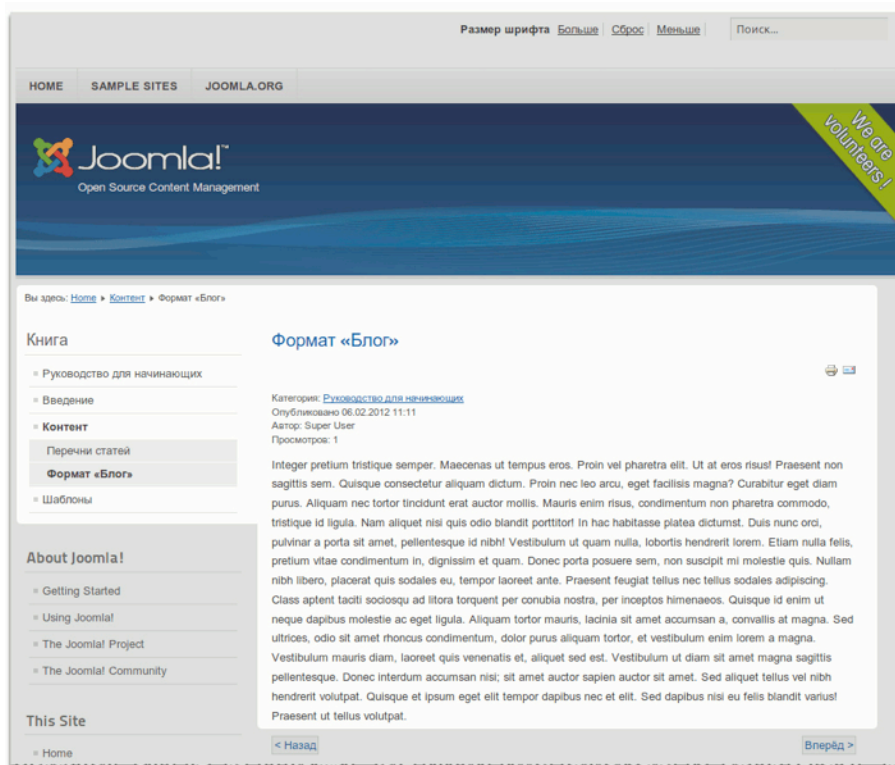 Размер шрифта Больше Сброс Меньше Поиск...
HOME SAMPLE SITES JOOMLA.ORG
We are
volunteers !
Joomla!™
Open Source Content Management
Вы здесь: Home Контент Формат «Блог»
Книга
Руководство для начинающих
Введение
Контент
Перечни статей
Формат «Блог»
Шаблоны
About Joomla!
Getting Started
Using Joomla!
The Joomla! Project
The Joomla! Community
This Site
Home
Формат «Блог»
Категория: Руководство для начинающих
Опубликовано 06.02.2012 11:11
Автор: Super User
Просмотров: 1
Integer pretium tristique semper. Maecenas ut tempus eros. Proin vel pharetra elit. Ut at eros risus! Praesent non
sagittis sem. Quisque consectetur aliquam dictum. Proin nec leo arcu, eget facilisis magna? Curabitur eget diam
purus. Aliquam nec tortor tincidunt erat auctor mollis. Mauris enim risus, condimentum non pharetra commodo,
tristique id ligula. Nam aliquet nisi quis odio blandit porttitor! In hac habitasse platea dictumst. Duis nunc orci,
pulvinar a porta sit amet, pellentesque id nibh! Vestibulum ut quam nulla, lobortis hendrerit lorem. Etiam nulla felis,
pretium vitae condimentum in, dignissim et quam. Donec porta posuere sem, non suscipit mi molestie quis. Nullam
nibh libero, placerat quis sodales eu, tempor laoreet ante. Praesent feugiat tellus nec tellus sodales adipiscing.
Class aptent taciti sociosqu ad litora torquent per conubia nostra, per inceptos himenaeos. Quisque id enim ut
neque dapibus molestie ac eget ligula. Aliquam tortor mauris, lacinia sit amet accumsan a, convallis at magna. Sed
ultrices, odio sit amet rhoncus condimentum, dolor purus aliquam tortor, et vestibulum enim lorem a magna.
Vestibulum mauris diam, laoreet quis venenatis et, aliquet sed est. Vestibulum ut diam sit amet magna sagittis
pellentesque. Donec interdum accumsan nisi; sit amet auctor sapien auctor sit amet. Sed aliquet tellus vel nibh
hendrerit volutpat. Quisque et ipsum eget elit tempor dapibus nec et elit. Sed dapibus nisi eu felis blandit varius!
Praesent ut tellus volutpat.
< Назад Вперёд >